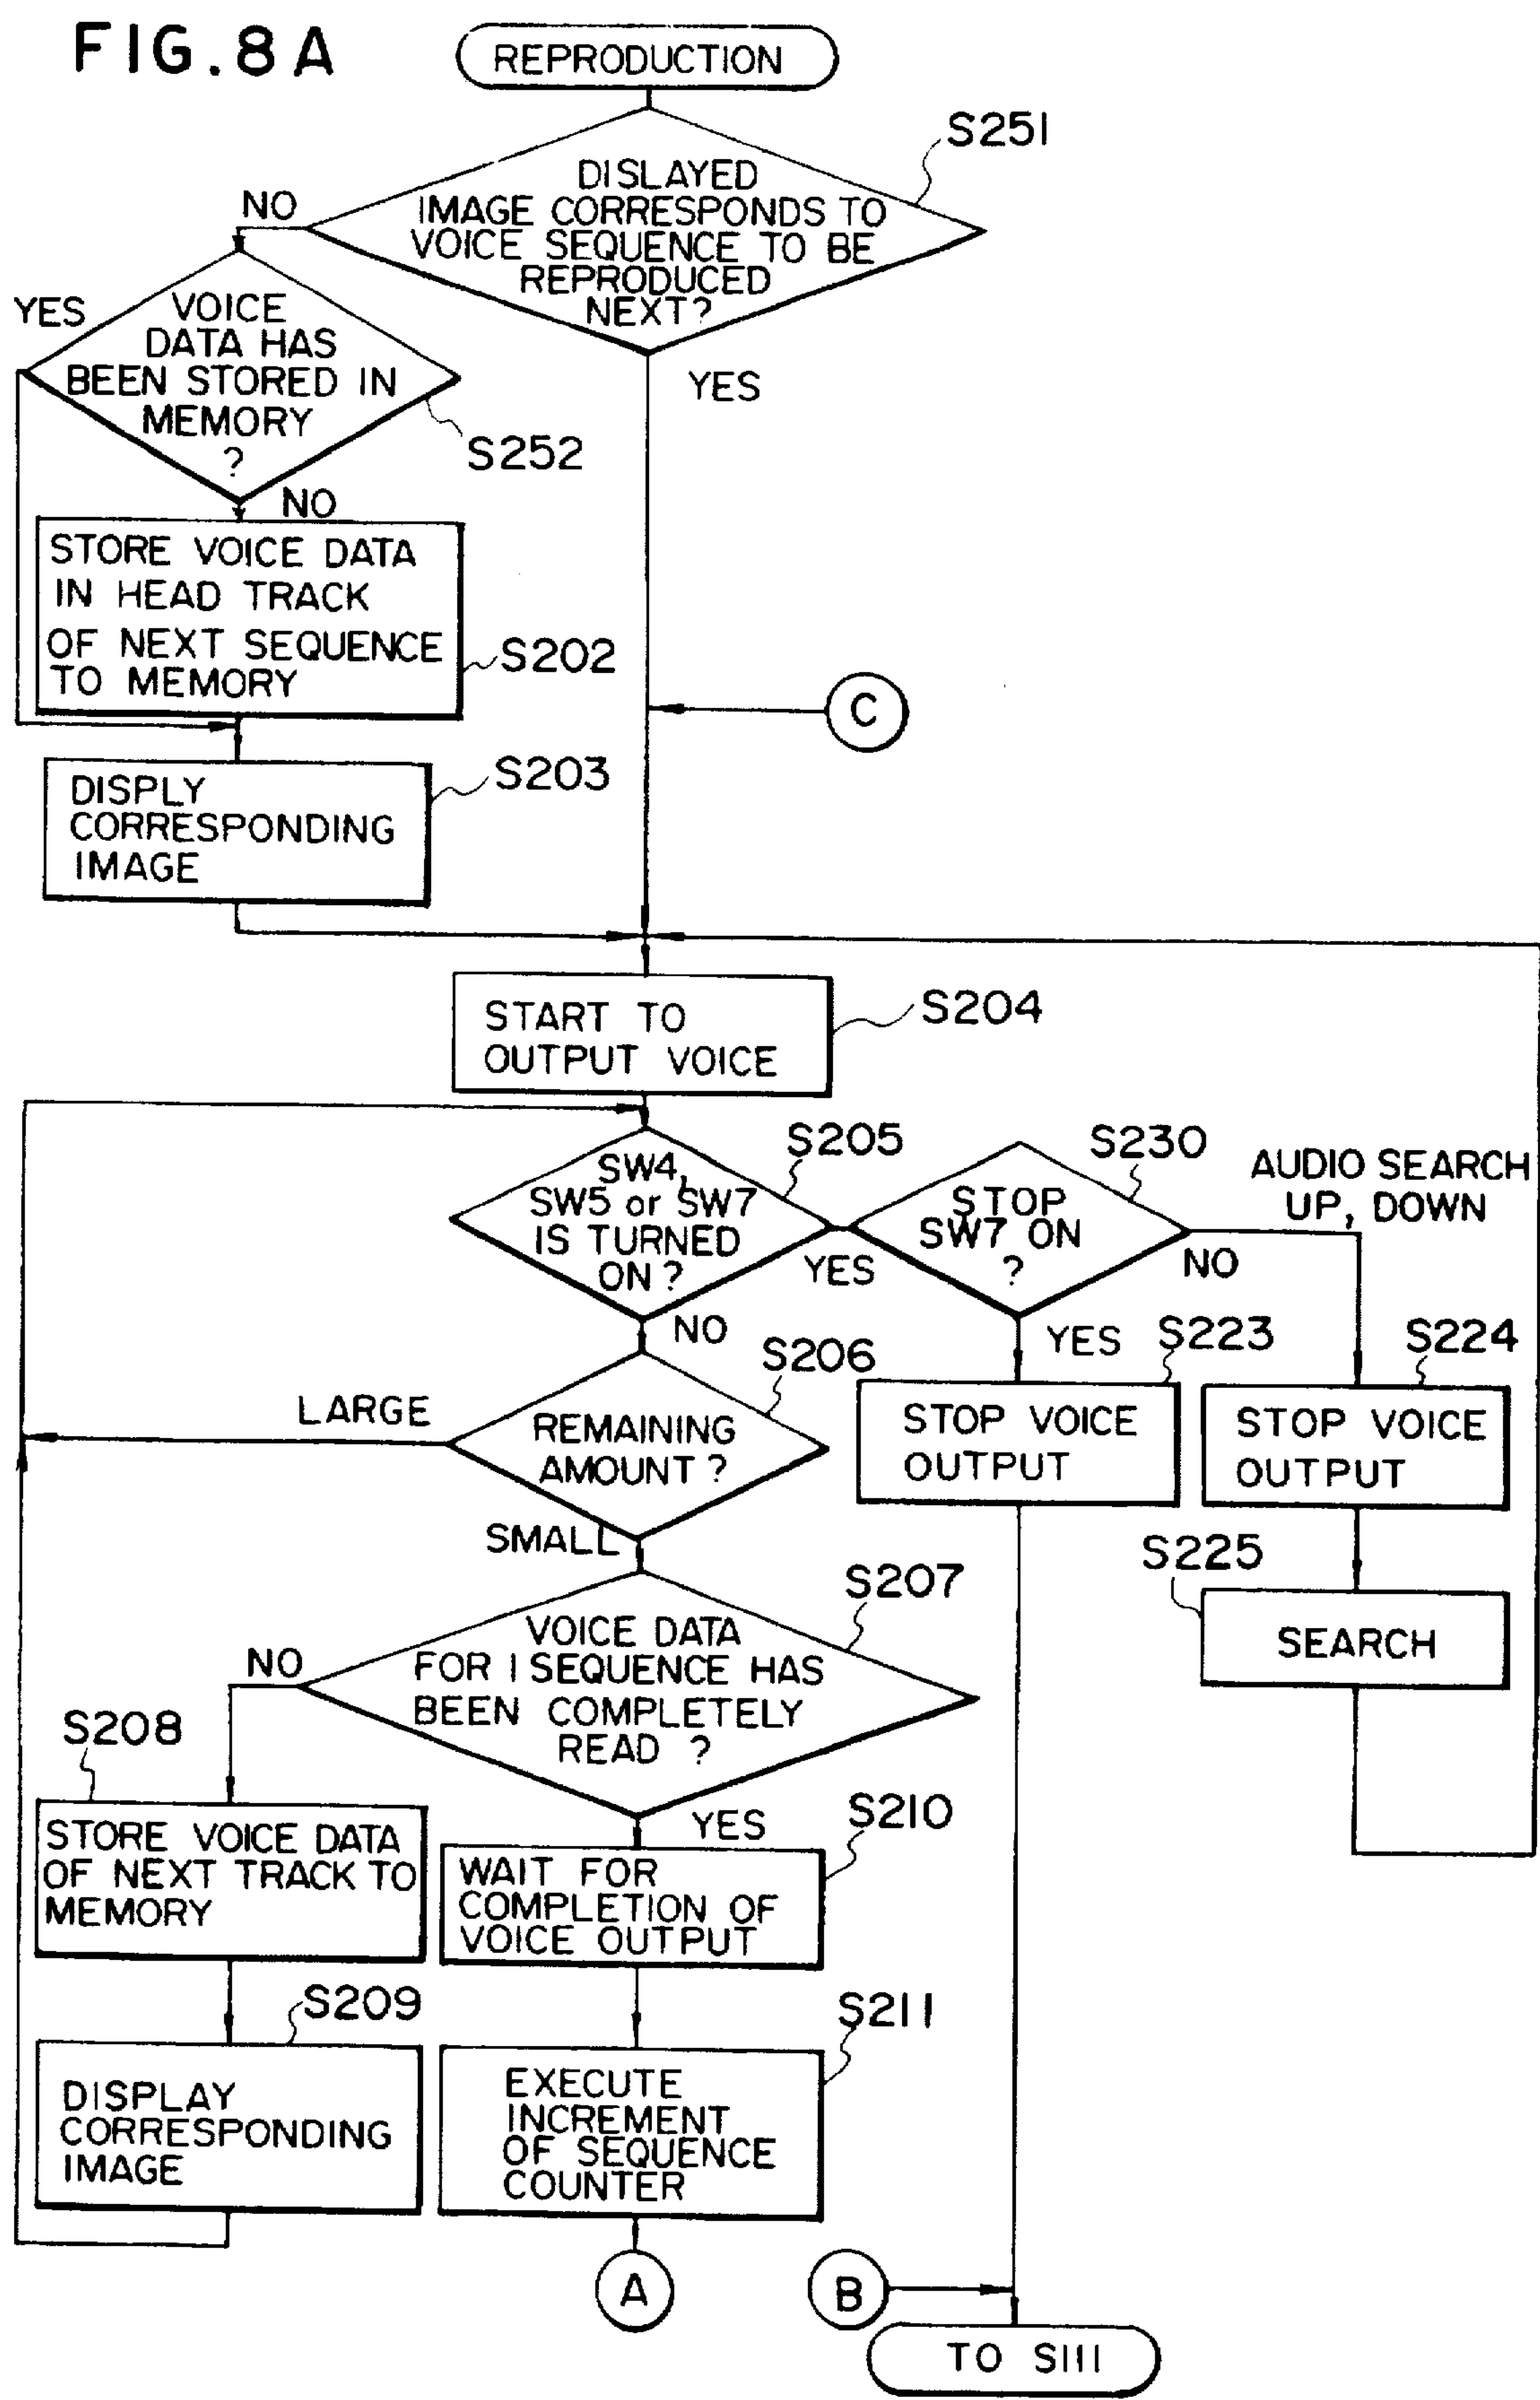 FIG. 8A
REPRODUCTION
S251
DISLAYED
IMAGE CORRESPONDS TO
VOICE SEQUENCE TO BE
REPRODUCED
NEXT?
NO
YES
YES
VOICE
DATA HAS
BEEN STORED IN
MEMORY
?
S252
NO
STORE VOICE DATA
IN HEAD TRACK
OF NEXT SEQUENCE
TO MEMORY
S202
C
S203
DISPLY
CORRESPONDING
IMAGE
START TO
OUTPUT VOICE
S204
S205
SW4,
SW5 or SW7
IS TURNED
ON?
YES
NO
S230
STOP
SW7 ON
?
AUDIO SEARCH
UP, DOWN
NO
YES
S223
STOP VOICE
OUTPUT
S224
STOP VOICE
OUTPUT
S225
SEARCH
S206
REMAINING
AMOUNT?
LARGE
SMALL
S207
VOICE DATA
FOR 1 SEQUENCE HAS
BEEN COMPLETELY
READ ?
NO
YES
S208
STORE VOICE DATA
OF NEXT TRACK TO
MEMORY
S210
WAIT FOR
COMPLETION OF
VOICE OUTPUT
S209
DISPLAY
CORRESPONDING
IMAGE
S211
EXECUTE
INCREMENT
OF SEQUENCE
COUNTER
A
B
TO S111